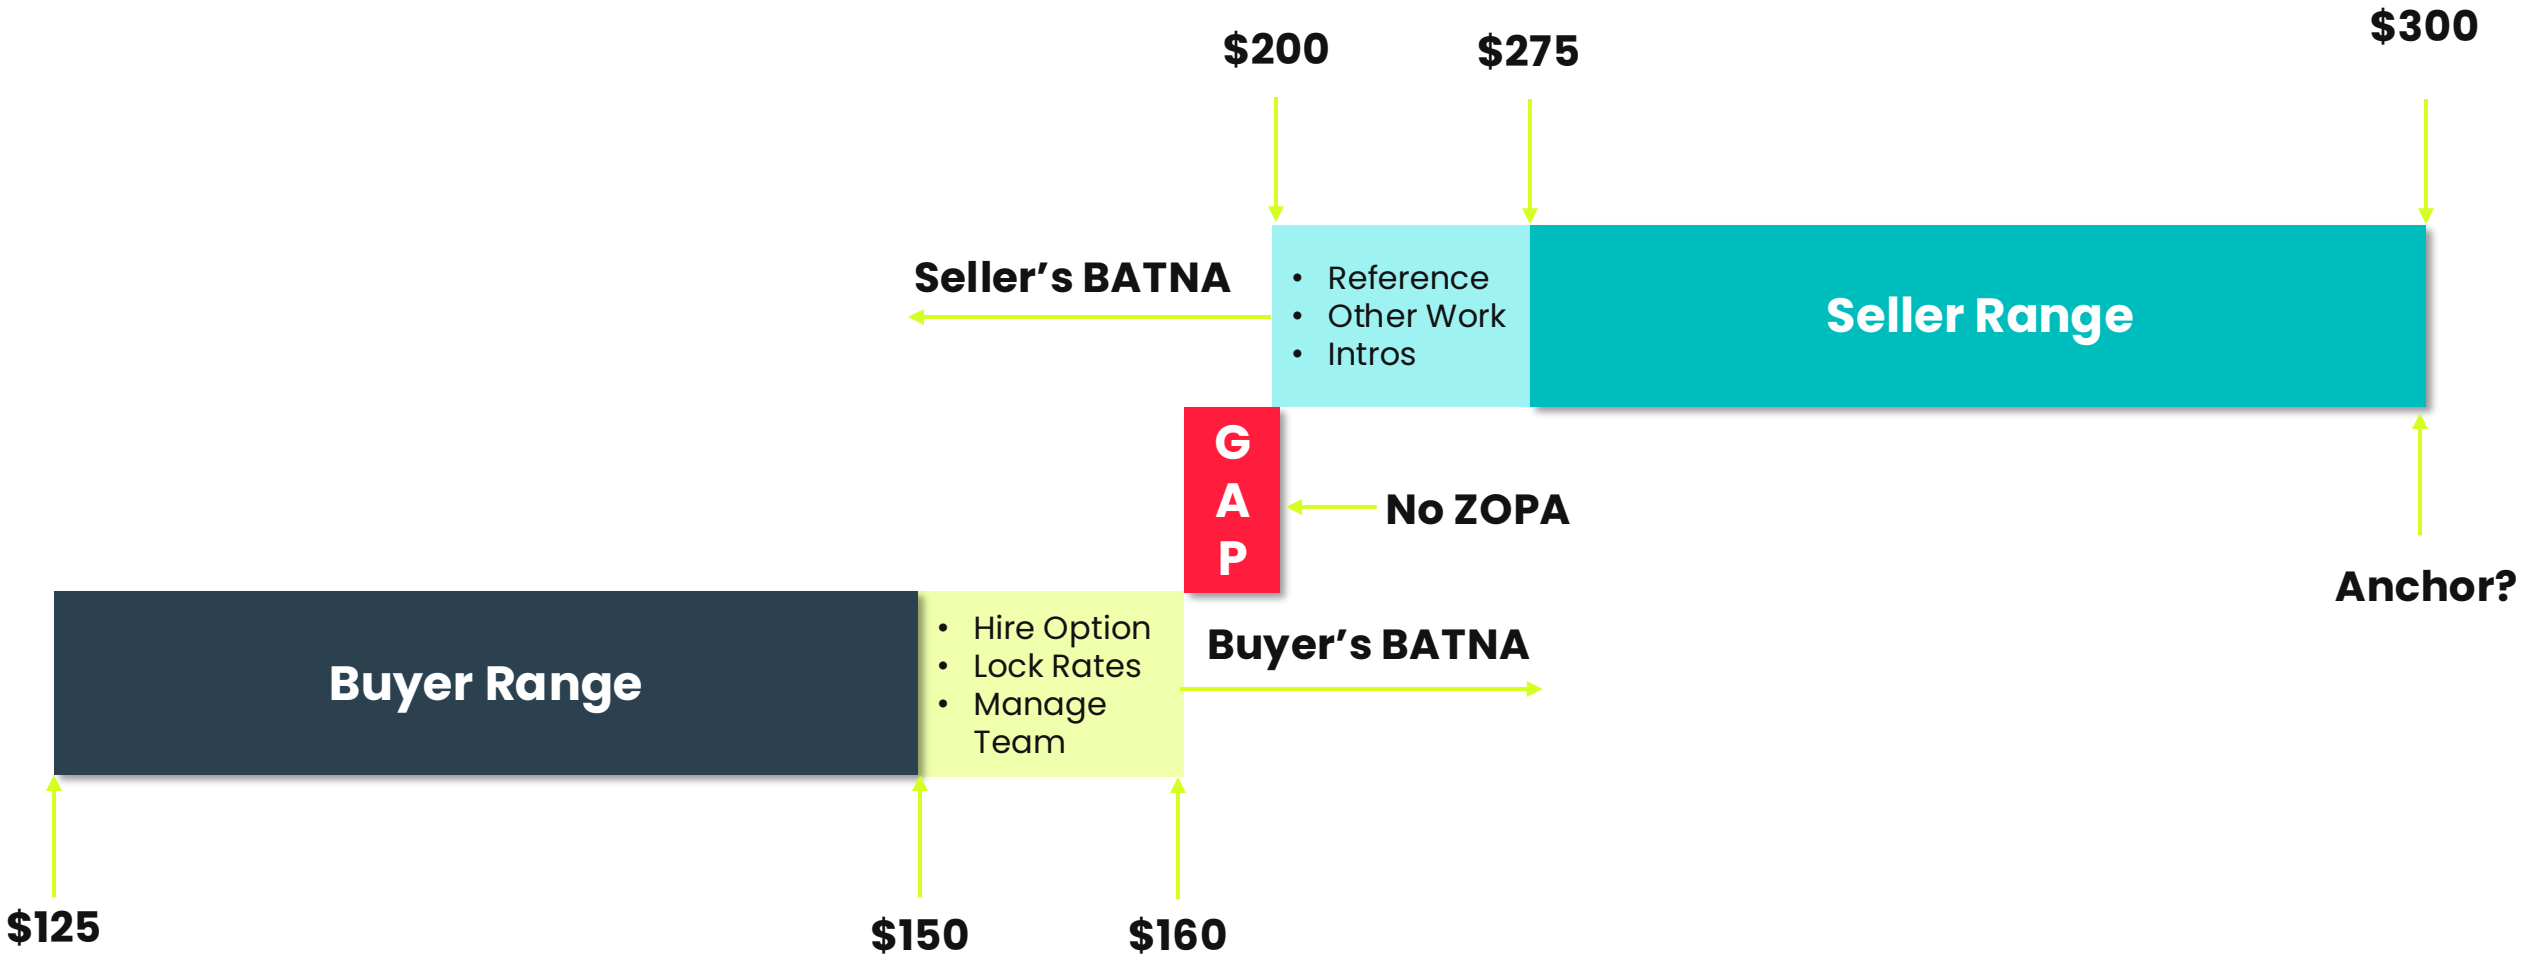 $200
$275
$300
Seller’s BATNA
• Reference
• Other Work
• Intros
Seller Range
G
A
P
No ZOPA
Anchor?
Buyer Range
• Hire Option
• Lock Rates
• Manage
Team
Buyer’s BATNA
$125
$150
$160